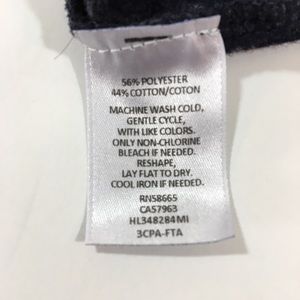 56% POLYESTER
44% COTTON/COTON
MACHINE WASH COLD,
GENTLE CYCLE,
WITH LIKE COLORS.
ONLY NON-CHLORINE
BLEACH IF NEEDED.
RESHAPE,
LAY FLAT TO DRY.
COOL IRON IF NEEDED.
RN58665
CA57963
HL348284MI
3CPA-FTA